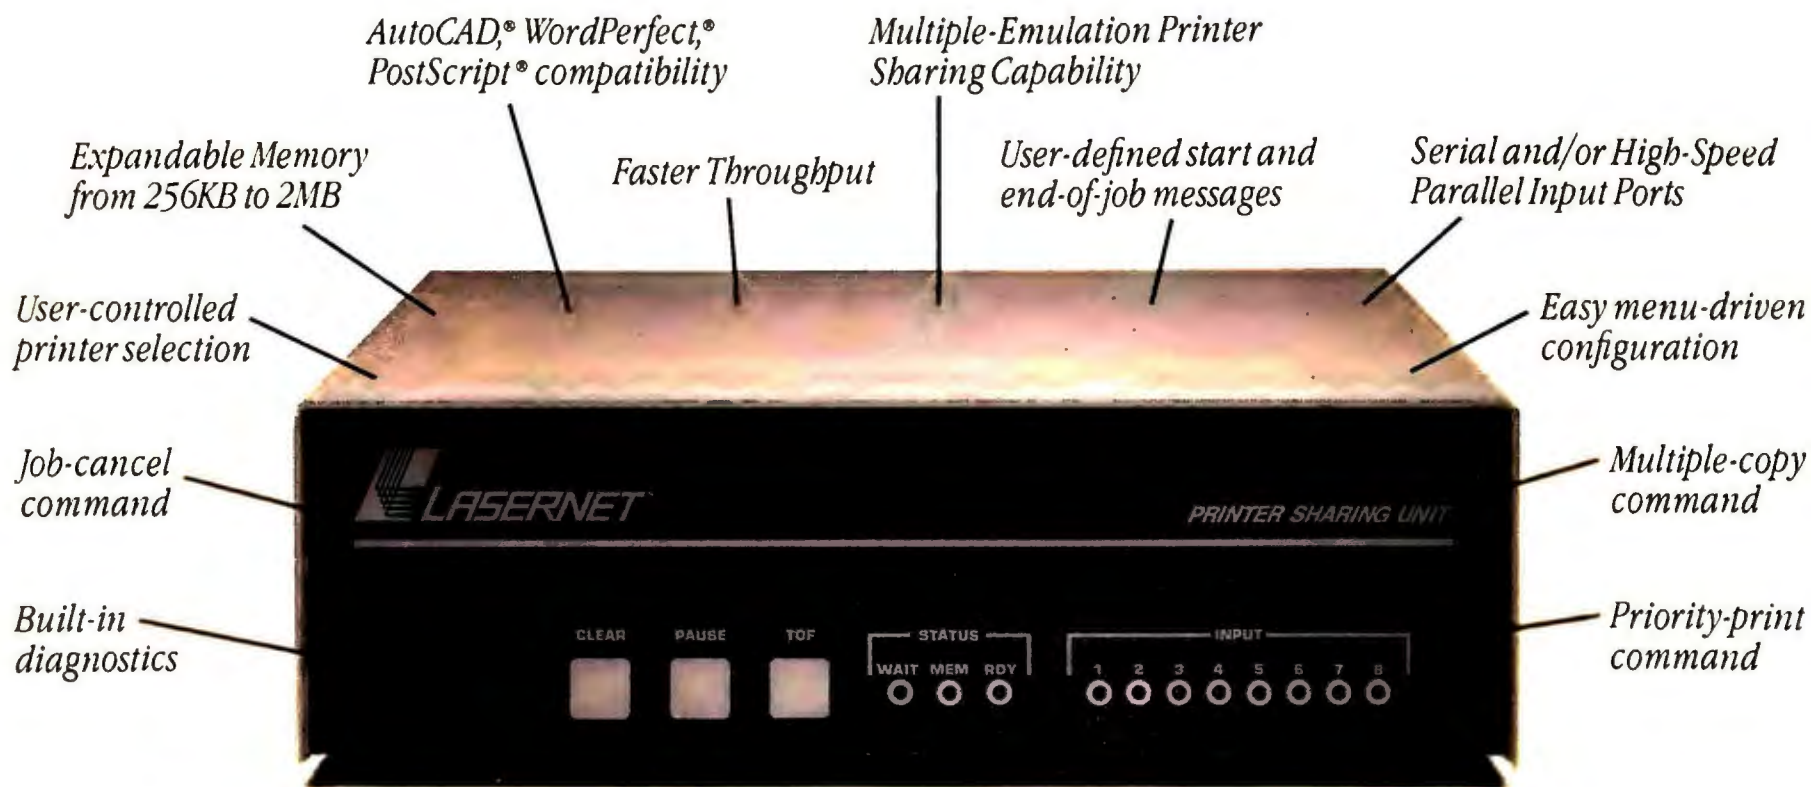 AutoCAD,® WordPerfect,®
PostScript® compatibility
Multiple-Emulation Printer
Sharing Capability
Expandable Memory
from 256KB to 2MB
Faster Throughput
User-defined start and
end-of-job messages
Serial and/or High-Speed
Parallel Input Ports
User-controlled
printer selection
Easy menu-driven
configuration
Job-cancel
command
LASERNET™
PRINTER SHARING UNIT
Multiple-copy
command
Built-in
diagnostics
CLEAR PAUSE TOF
STATUS
WAIT MEM RDY
INPUT
1 2 3 4 5 6 7 8
Priority-print
command